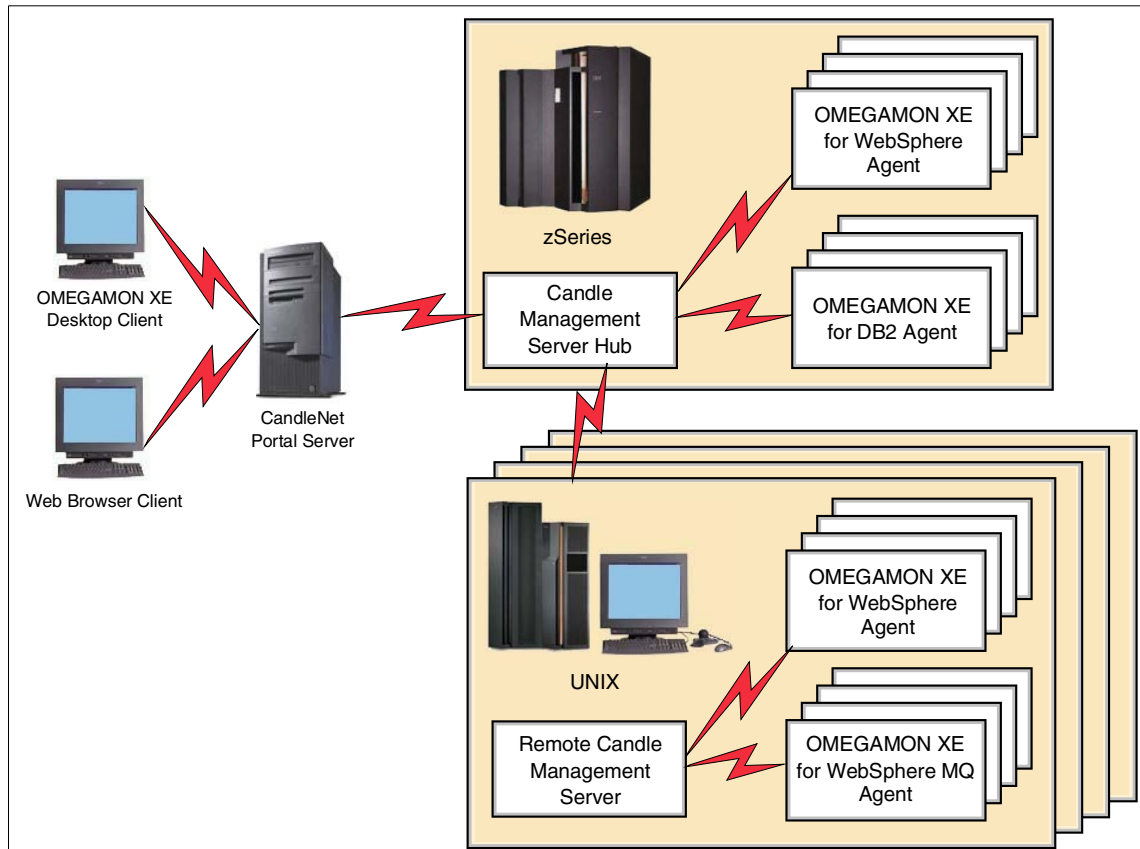 OMEGAMON XE
Desktop Client
Web Browser Client
CandleNet
Portal Server
zSeries
Candle
Management
Server Hub
OMEGAMON XE
for WebSphere
Agent
OMEGAMON XE
for DB2 Agent
UNIX
Remote Candle
Management
Server
OMEGAMON XE
for WebSphere
Agent
OMEGAMON XE
for WebSphere MQ
Agent